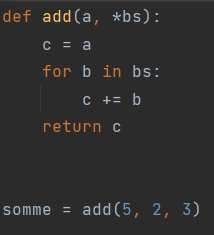 def add(a, *bs):
    c = a
    for b in bs:
        c += b
    return c
somme = add(5, 2, 3)